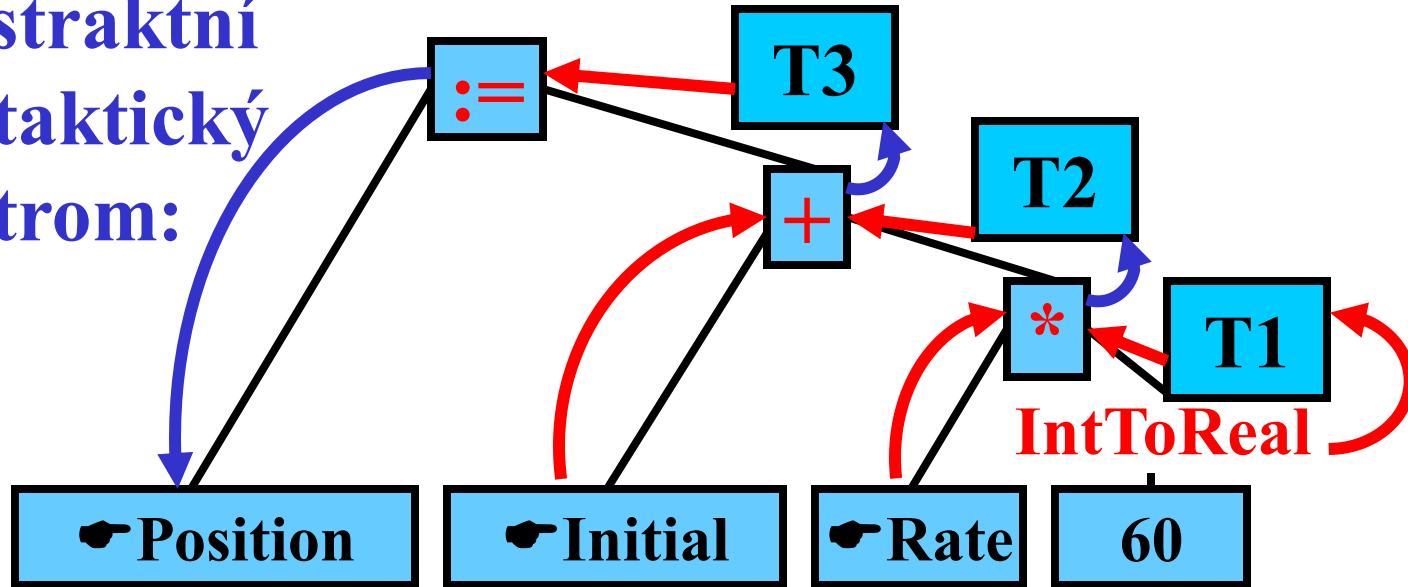 straktní
taktický
trom:
:=
T3
+
T2
*
T1
IntToReal
☛Position
☛Initial
☛Rate
60